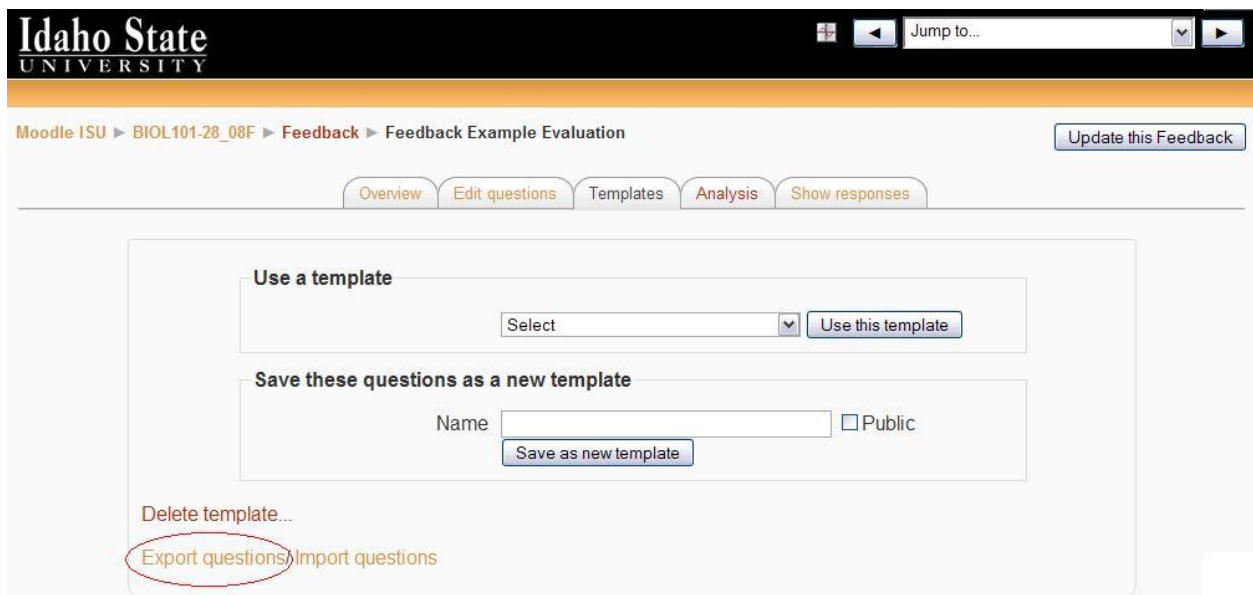 Idaho State
UNIVERSITY
Jump to...
Moodle ISU ► BIOL101-28_08F ► Feedback ► Feedback Example Evaluation
Update this Feedback
Overview Edit questions Templates Analysis Show responses
Use a template
Select Use this template
Save these questions as a new template
Name Public
Save as new template
Delete template...
Export questions/Import questions